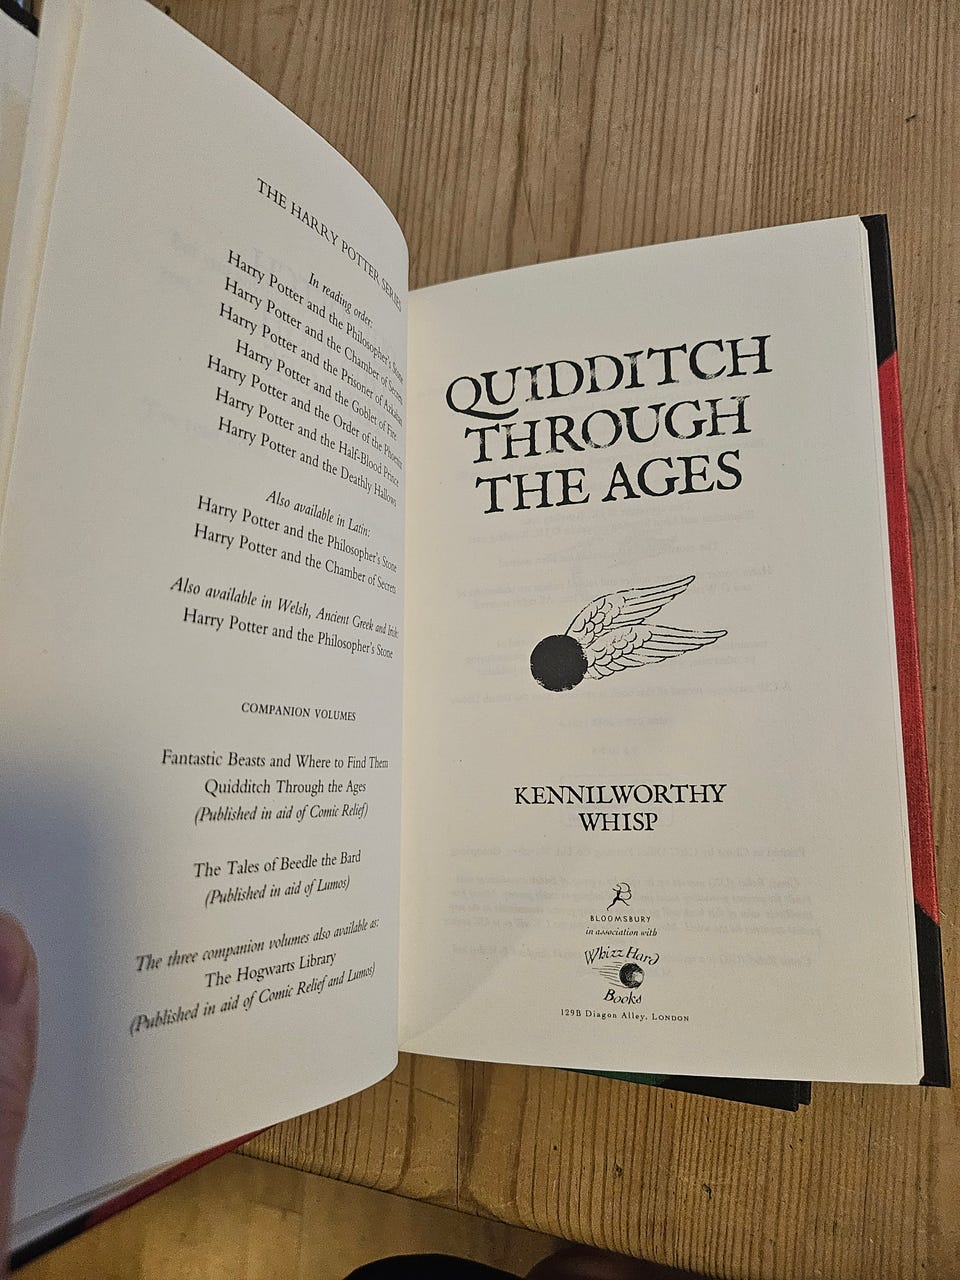 THE HARRY POTTER SERIES
In reading order:
Harry Potter and the Philosopher's Stone
Harry Potter and the Chamber of Secrets
Harry Potter and the Prisoner of Azkaban
Harry Potter and the Goblet of Fire
Harry Potter and the Order of the Phoenix
Harry Potter and the Half-Blood Prince
Harry Potter and the Deathly Hallows
Also available in Latin:
Harry Potter and the Philosopher's Stone
Harry Potter and the Chamber of Secrets
Also available in Welsh, Ancient Greek and Irish:
Harry Potter and the Philosopher's Stone
COMPANION VOLUMES
Fantastic Beasts and Where to Find Them
Quidditch Through the Ages
(Published in aid of Comic Relief)
The Tales of Beedle the Bard
(Published in aid of Lumos)
The three companion volumes also available as:
The Hogwarts Library
(Published in aid of Comic Relief and Lumos)
QUIDDITCH
THROUGH
THE AGES
KENNILWORTHY
WHISP
BLOOMSBURY
in association with
Whizz Hard
Books
129B Diagon Alley, LONDON